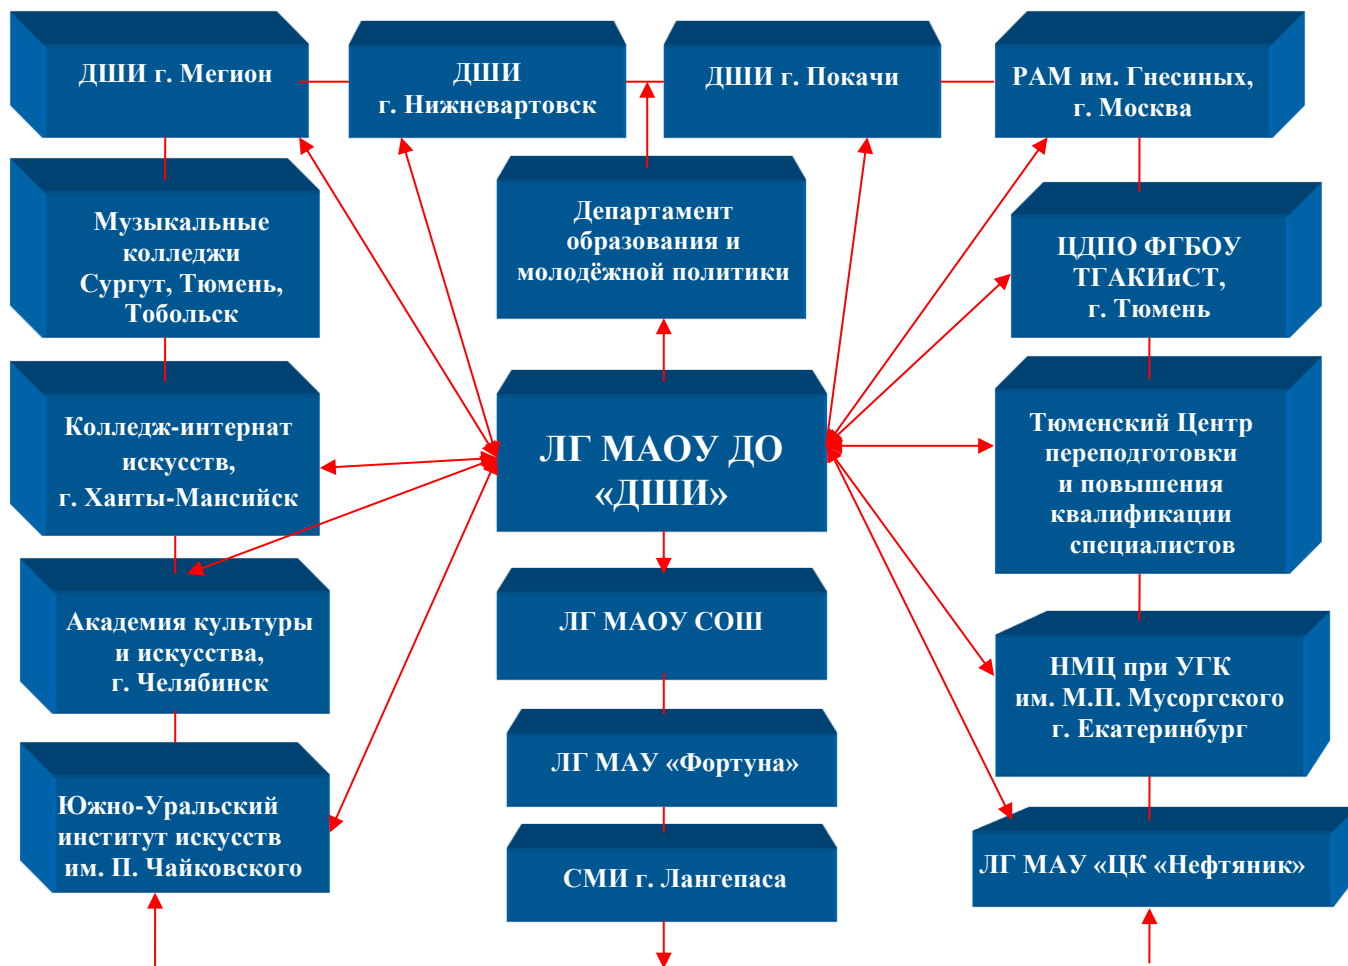 ДШИ г. Мегион
ДШИ
г. Нижневартовск
ДШИ г. Покачи
РАМ им. Гнесиных,
г. Москва
Музыкальные
колледжи
Сургут, Тюмень,
Тобольск
Департамент
образования и
молодёжной политики
ЦДПО ФГБОУ
ТГАКИиСТ,
г. Тюмень
Колледж-интернат
искусств,
г. Ханты-Мансийск
ЛГ МАОУ ДО
«ДШИ»
Тюменский Центр
переподготовки
и повышения
квалификации
специалистов
Академия культуры
и искусства,
г. Челябинск
ЛГ МАОУ СОШ
НМЦ при УГК
им. М.П. Мусоргского
г. Екатеринбург
Южно-Уральский
институт искусств
им. П. Чайковского
ЛГ МАУ «Фортуна»
СМИ г. Лангепаса
ЛГ МАУ «ЦК «Нефтяник»